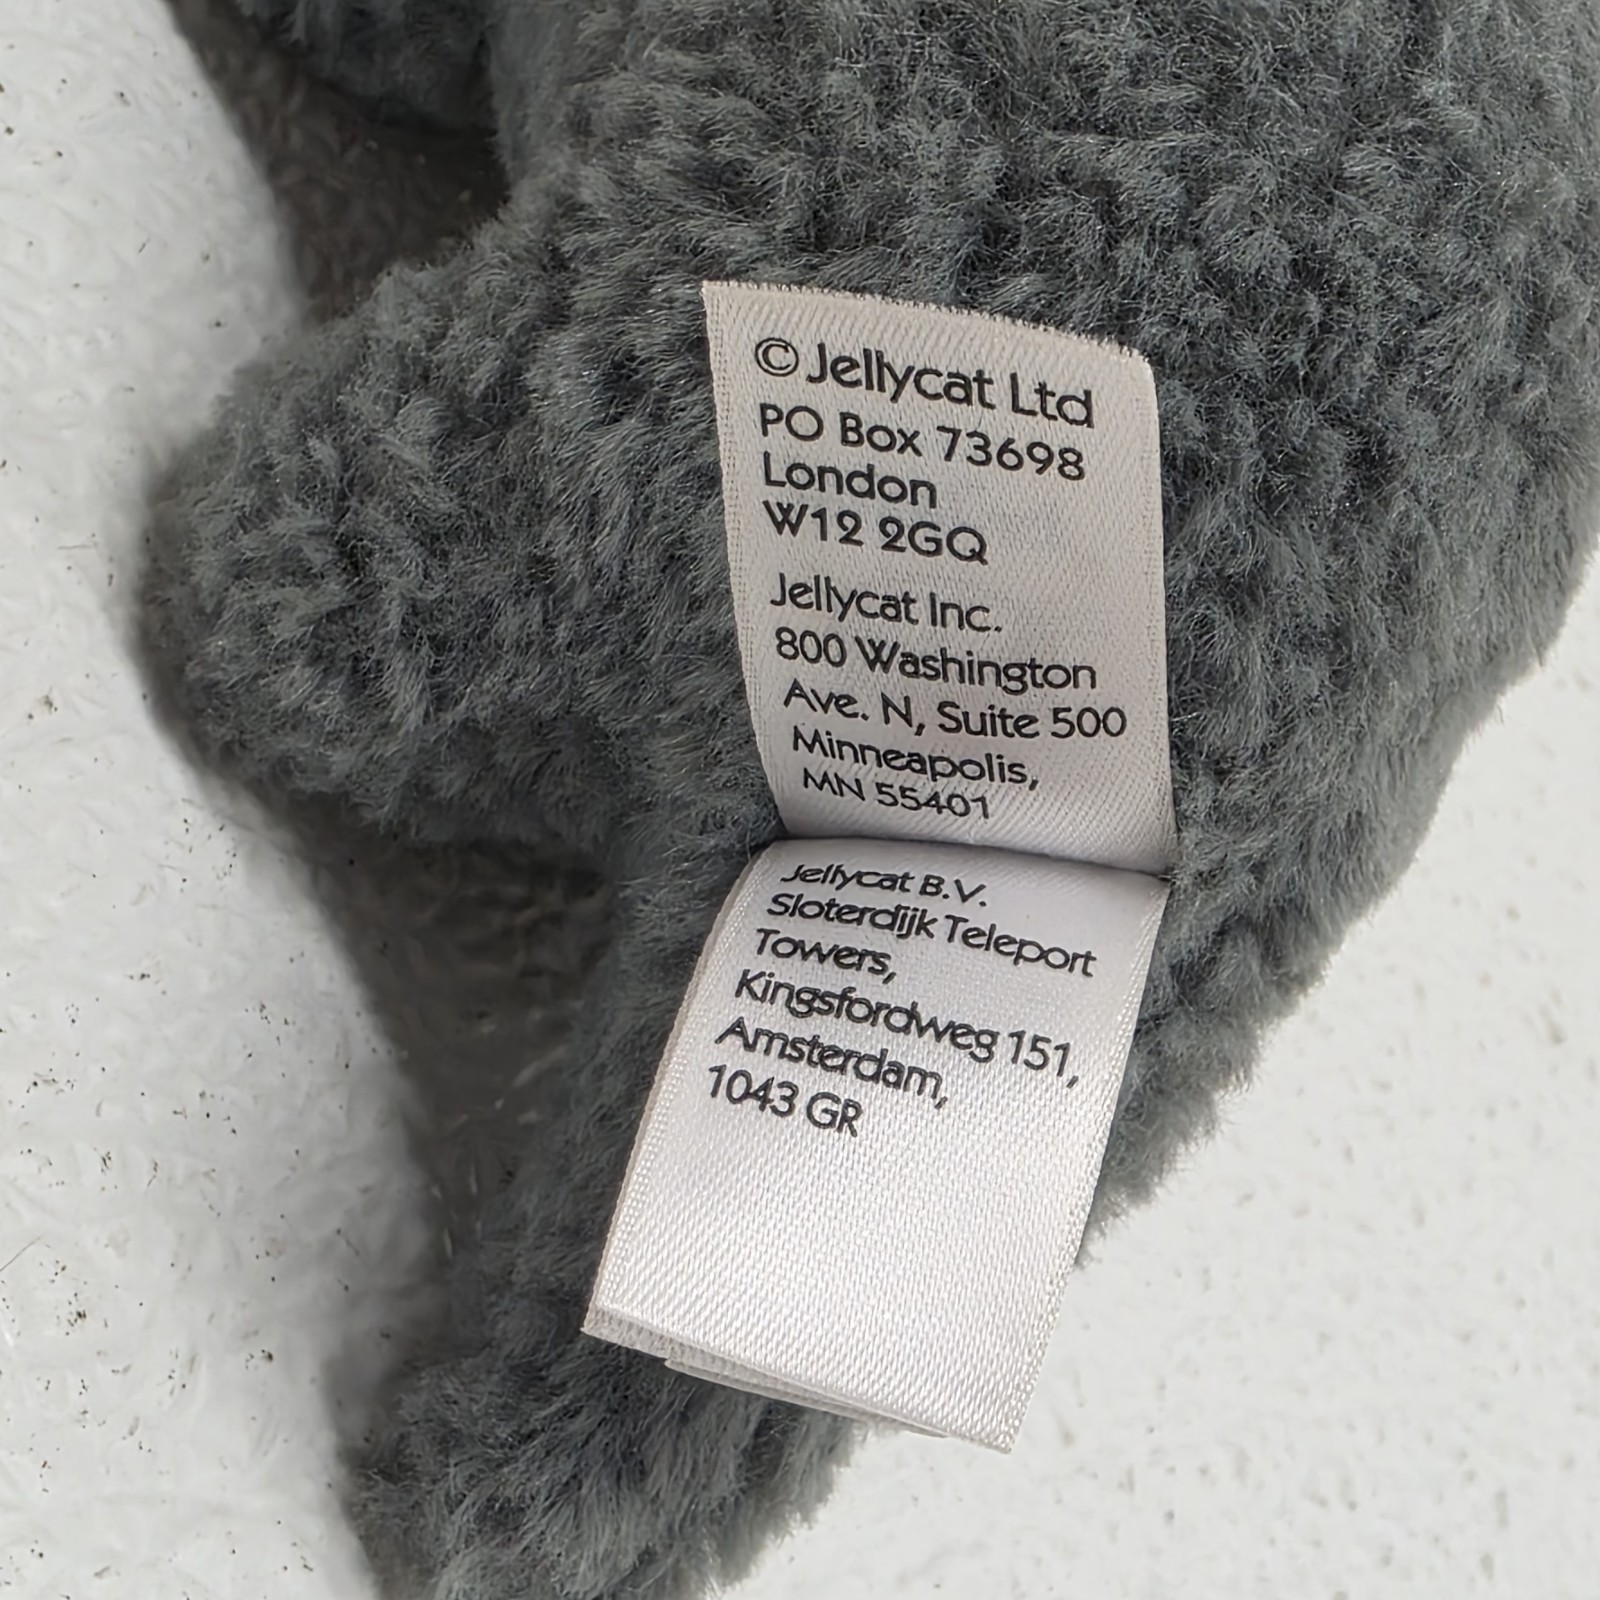 © Jellycat Ltd
PO Box 73698
London
W12 2GQ
Jellycat Inc.
800 Washington
Ave. N, Suite 500
Minneapolis,
MN 55401
Jellycat B.V.
Sloterdijk Teleport
Towers,
Kingsfordweg 151,
Amsterdam,
1043 GR